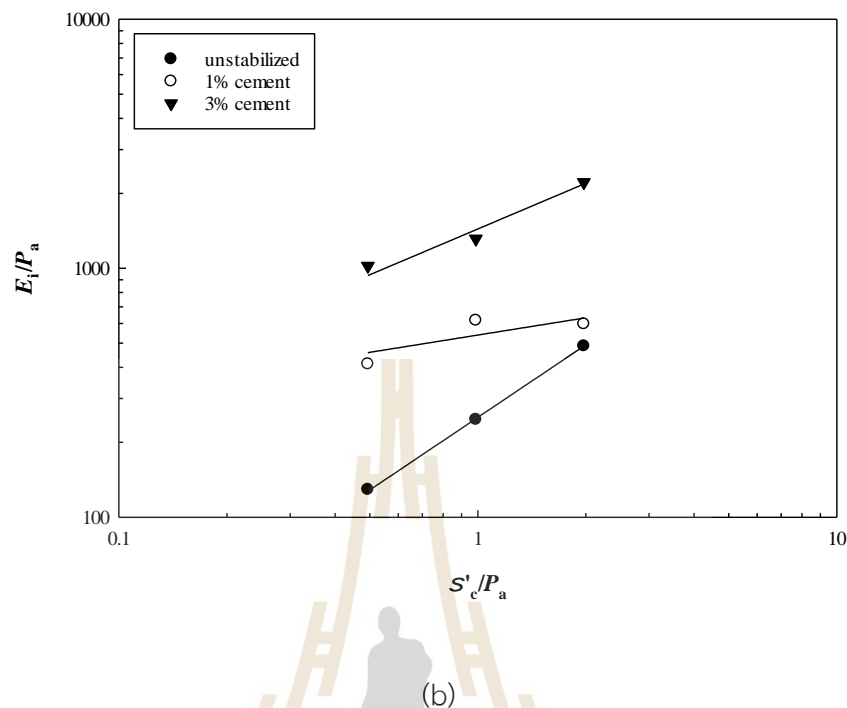 10000
unstabilized
1% cement
3% cement
1000
100
Ei/Pa
0.1 1 10
s'c/Pa
(b)